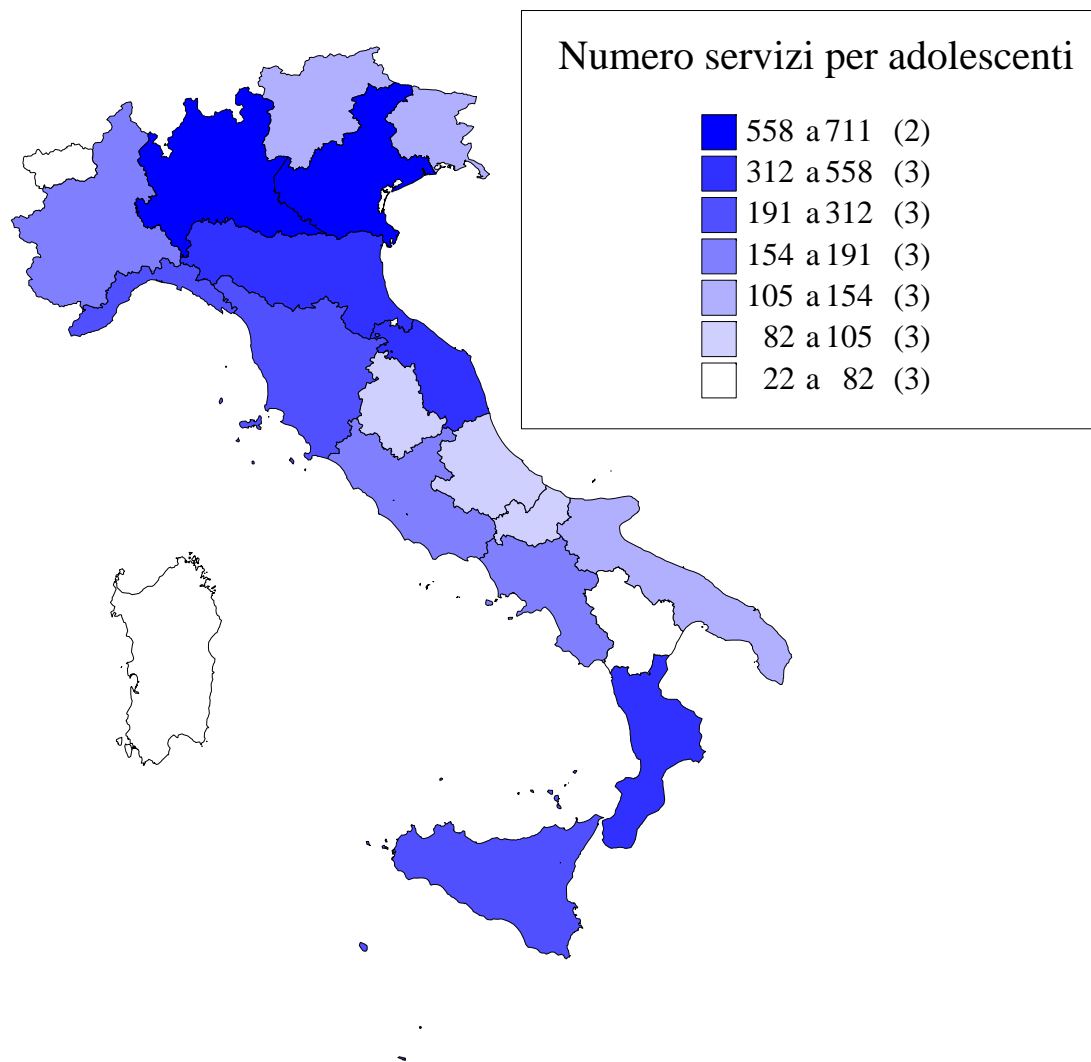 Numero servizi per adolescenti
558 a 711 (2)
312 a 558 (3)
191 a 312 (3)
154 a 191 (3)
105 a 154 (3)
82 a 105 (3)
22 a 82 (3)